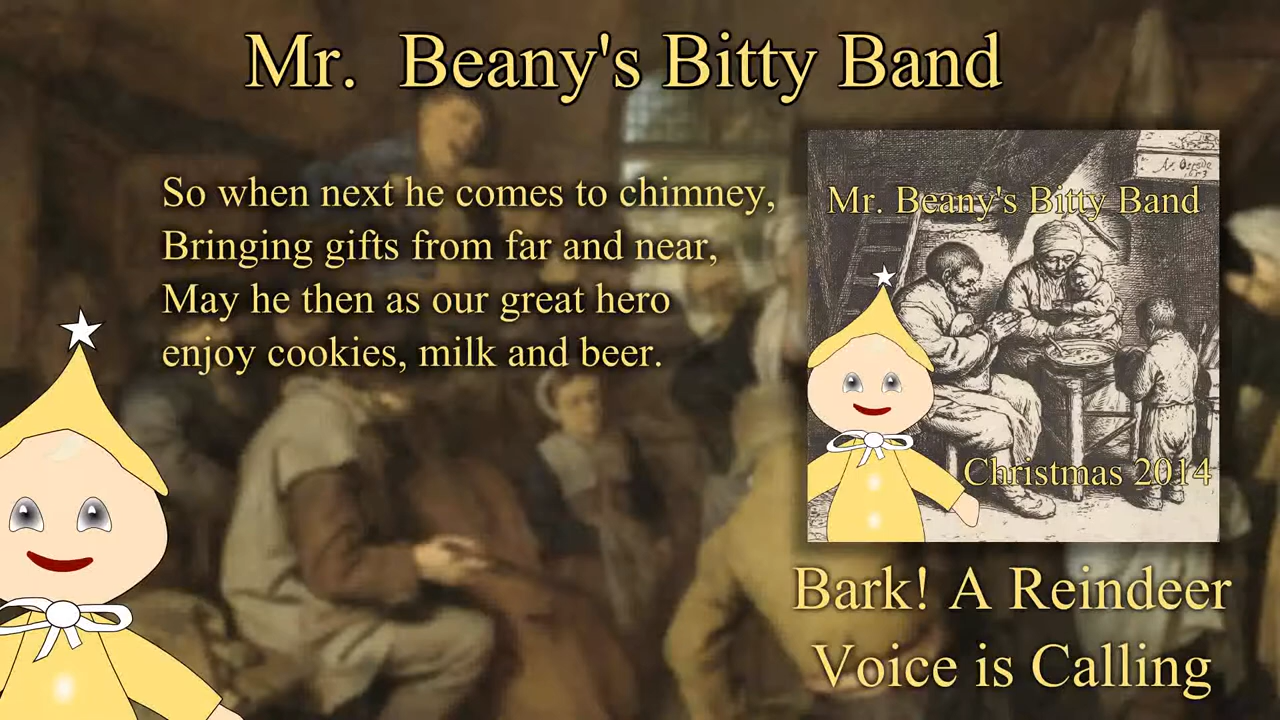 Mr. Beany's Bitty Band
So when next he comes to chimney,
Bringing gifts from far and near,
May he then as our great hero
enjoy cookies, milk and beer.
Mr. Beany's Bitty Band
Christmas 2014
Bark! A Reindeer
Voice is Calling